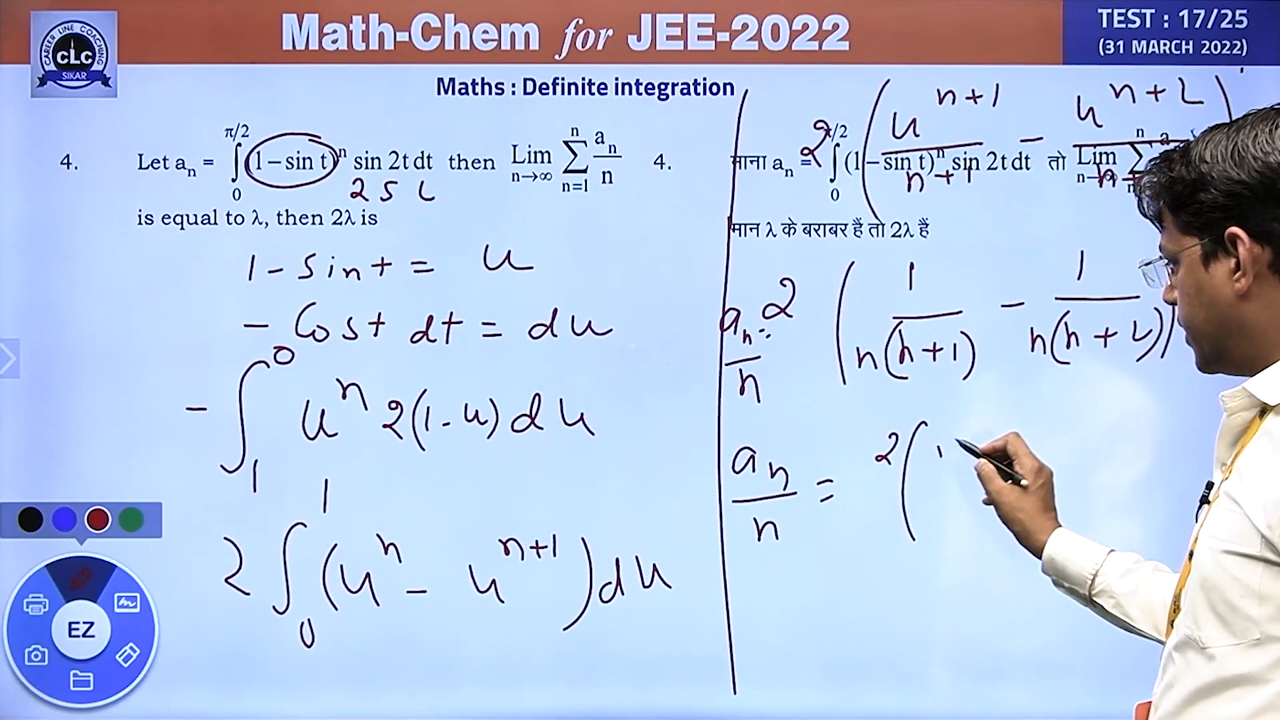 CAREER LINE COACHING
CLC
SIKAR
Math-Chem for JEE-2022
TEST : 17/25
(31 MARCH 2022)
Maths : Definite integration
4. Let aₙ = ∫₀^{π/2} (1 – sin t)ⁿ sin 2t dt then Lim_{n→∞} Σ_{n=1}^{n} aₙ/n
2 S
is equal to λ, then 2λ is
1 - sin t = u
- cos t dt = du
- ∫₁⁰ uⁿ 2(1-u) du
2 ∫₀¹ (uⁿ - uⁿ⁺¹) du
4. माना aₙ = ∫₀^{π/2} (1 – sin t)ⁿ sin 2t dt तो Lim_{n→∞} Σ
2 ( uⁿ⁺¹/n+1 - uⁿ⁺²
मान λ के बराबर हैं तो 2λ हैं
aₙ/n = 2 ( 1/n(n+1) - 1/n(n+2) )
aₙ/n = 2 ( 1
EZ